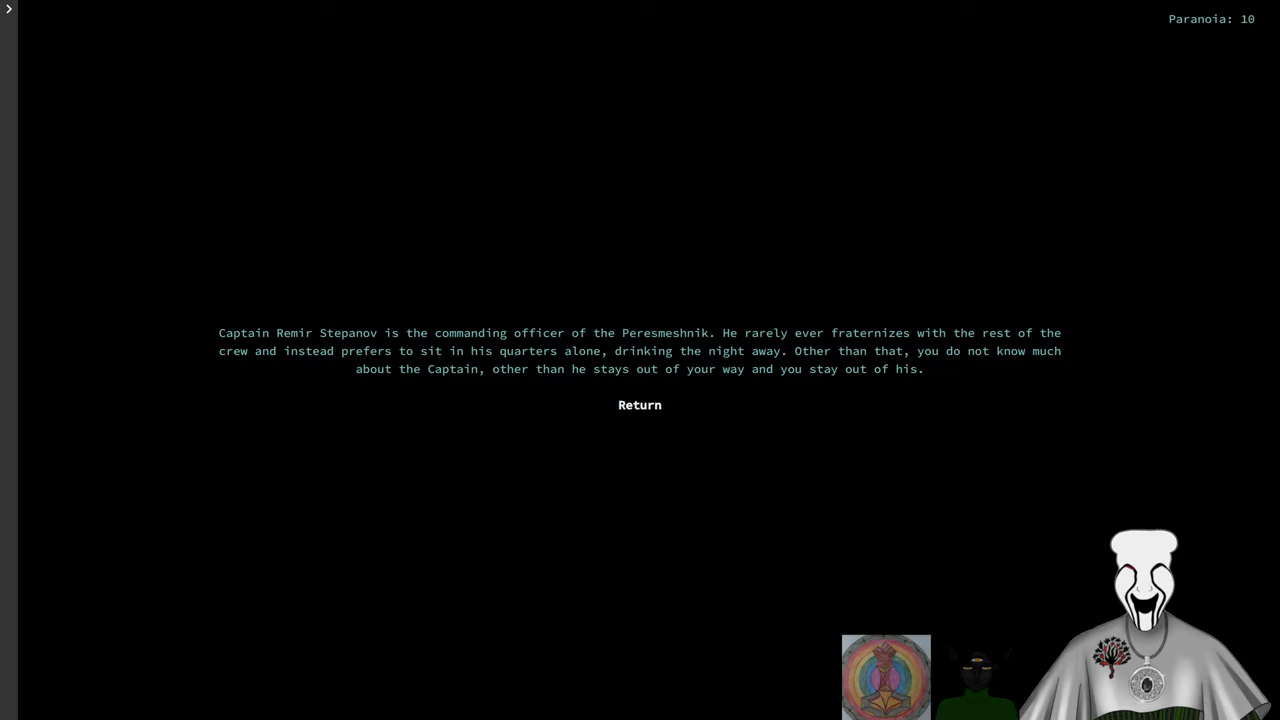 Paranoia: 10
Captain Remir Stepanov is the commanding officer of the Peresmeshnik. He rarely ever fraternizes with the rest of the
crew and instead prefers to sit in his quarters alone, drinking the night away. Other than that, you do not know much
about the Captain, other than he stays out of your way and you stay out of his.
Return